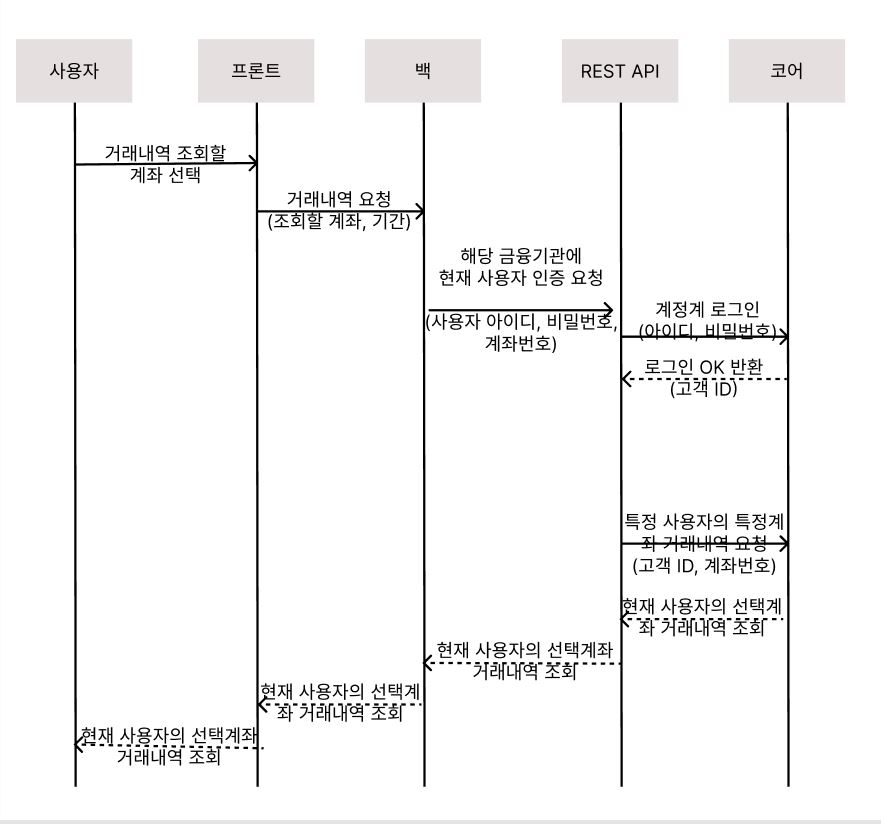 사용자
프론트
백
REST API
코어
거래내역 조회할
계좌 선택
거래내역 요청
(조회할 계좌, 기간)
해당 금융기관에
현재 사용자 인증 요청
(사용자 아이디, 비밀번호,
계좌번호)
계정계 로그인
(아이디, 비밀번호)
로그인 OK 반환
(고객 ID)
특정 사용자의 특정계
좌 거래내역 요청
(고객 ID, 계좌번호)
현재 사용자의 선택계
좌 거래내역 조회
현재 사용자의 선택계좌
거래내역 조회
현재 사용자의 선택계
좌 거래내역 조회
현재 사용자의 선택계좌
거래내역 조회